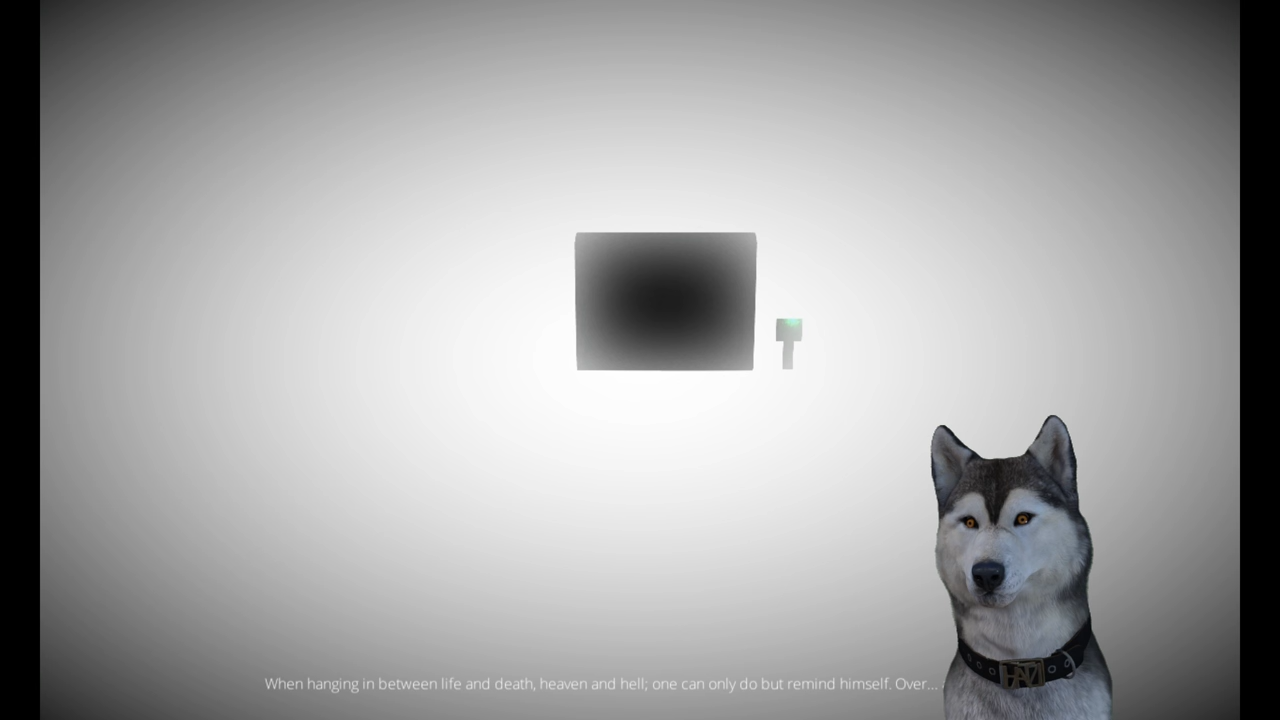 When hanging in between life and death, heaven and hell; one can only do but remind himself. Over...